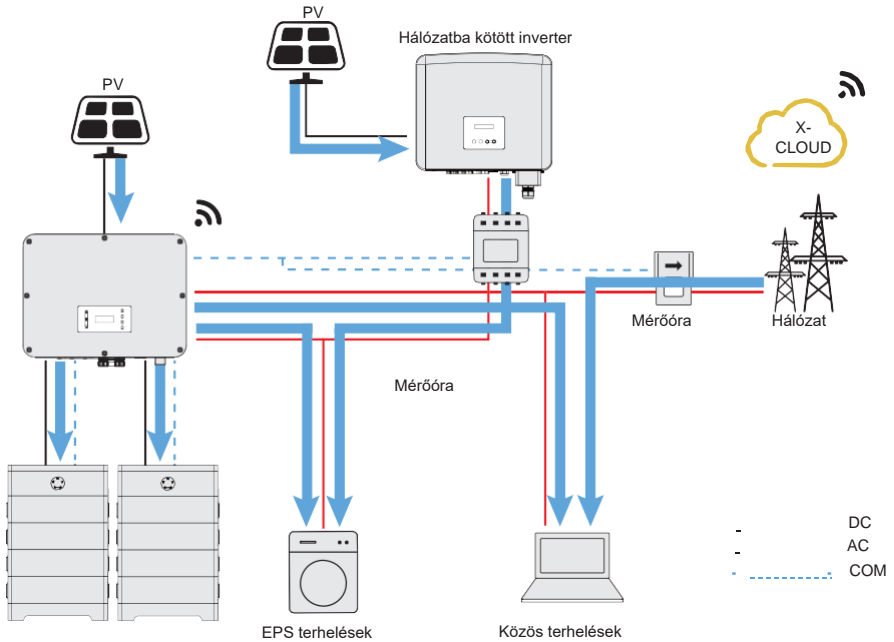 PV
Hálózatba kötött inverter
PV
X-
CLOUD
Mérőóra
Hálózat
Mérőóra
DC
AC
COM
EPS terhelések
Közös terhelések